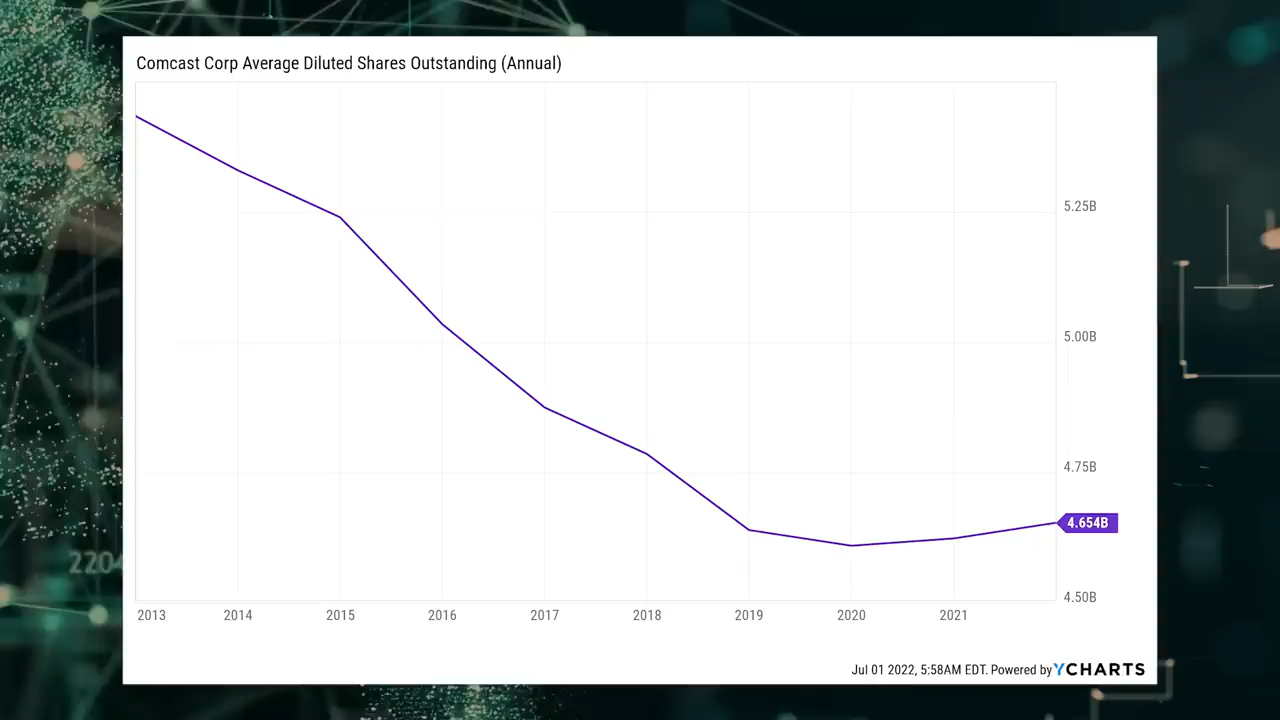 Comcast Corp Average Diluted Shares Outstanding (Annual)
5.25B
5.00B
4.75B
4.654B
4.50B
2013 2014 2015 2016 2017 2018 2019 2020 2021
Jul 01 2022, 5:58AM EDT. Powered by YCHARTS
2204